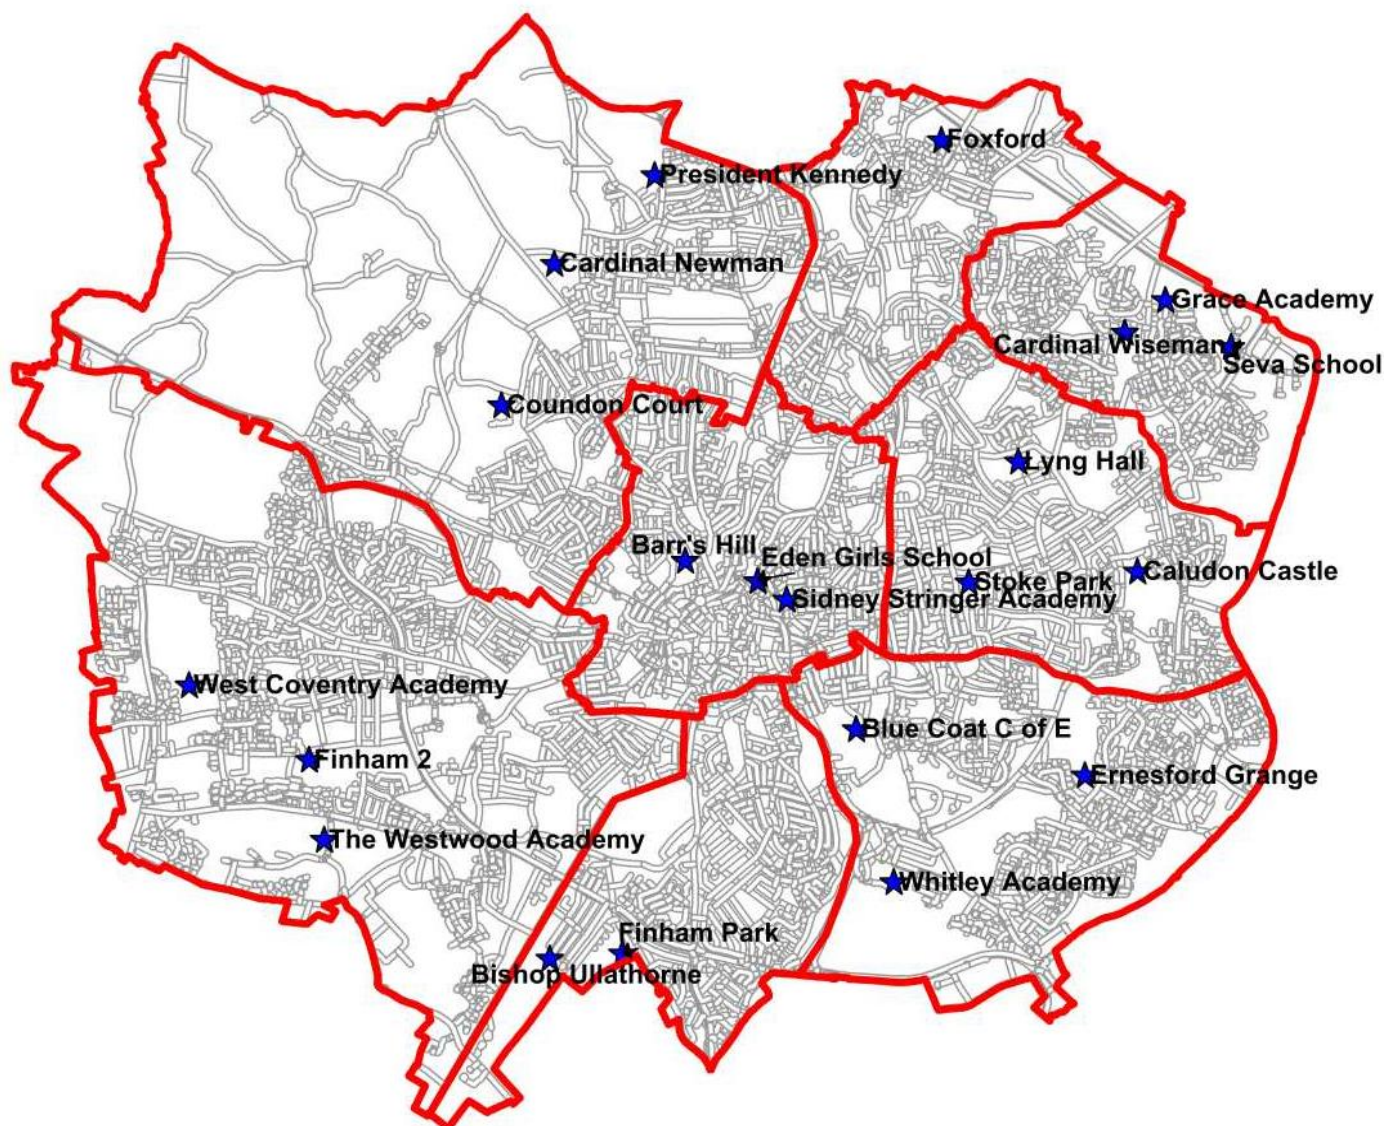 Foxford
President Kennedy
Cardinal Newman
Grace Academy
Cardinal Wiseman
Seva School
Coundon Court
Lyng Hall
Barr's Hill
Eden Girls School
Caludon Castle
Stoke Park
Sidney Stringer Academy
West Coventry Academy
Blue Coat C of E
Finham 2
Ernesford Grange
The Westwood Academy
Whitley Academy
Finham Park
Bishop Ullathorne